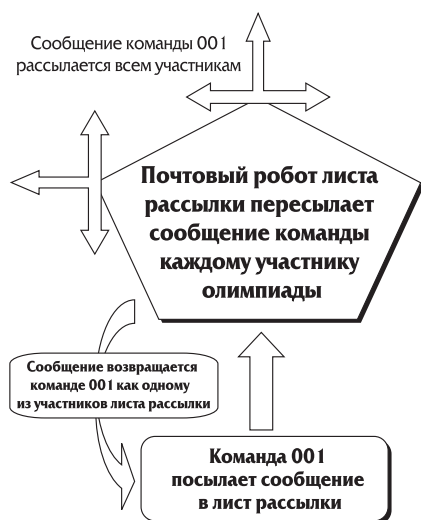 Сообщение команды 001
рассылается всем участникам
Почтовый робот листа
рассылки пересылает
сообщение команды
каждому участнику
олимпиады
Сообщение возвращается
команде 001 как одному
из участников листа рассылки
Команда 001
посылает сообщение
в лист рассылки